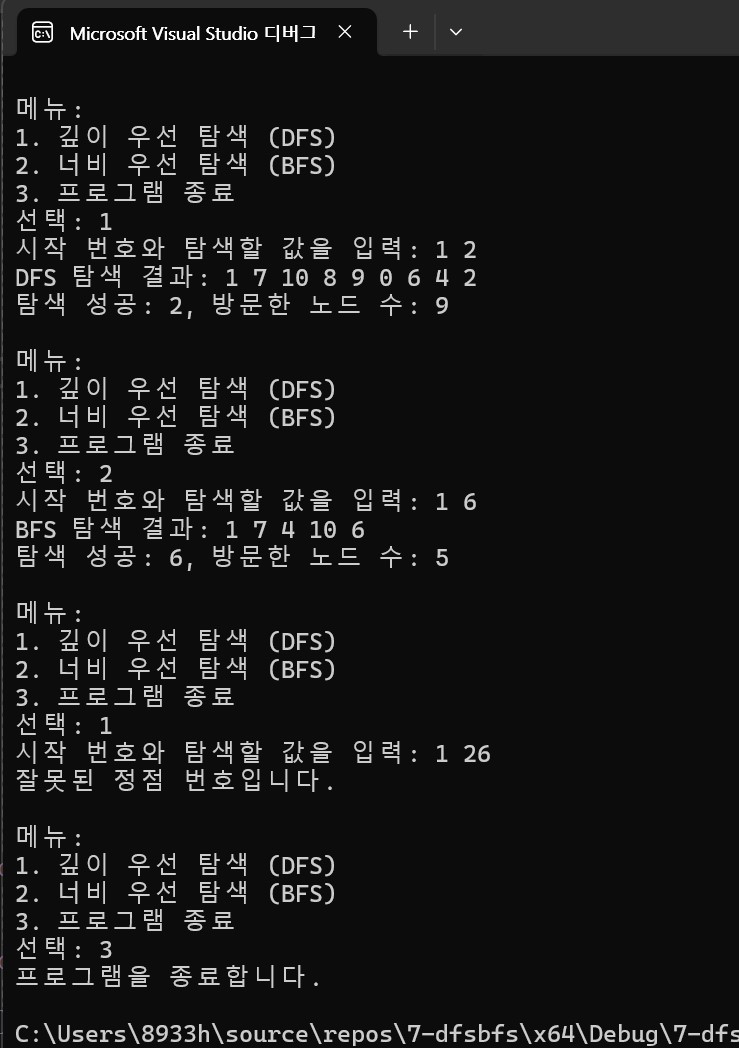 Microsoft Visual Studio 디버그
메뉴:
1. 깊이 우선 탐색 (DFS)
2. 너비 우선 탐색 (BFS)
3. 프로그램 종료
선택: 1
시작 번호와 탐색할 값을 입력: 1 2
DFS 탐색 결과: 1 7 10 8 9 0 6 4 2
탐색 성공: 2, 방문한 노드 수: 9
메뉴:
1. 깊이 우선 탐색 (DFS)
2. 너비 우선 탐색 (BFS)
3. 프로그램 종료
선택: 2
시작 번호와 탐색할 값을 입력: 1 6
BFS 탐색 결과: 1 7 4 10 6
탐색 성공: 6, 방문한 노드 수: 5
메뉴:
1. 깊이 우선 탐색 (DFS)
2. 너비 우선 탐색 (BFS)
3. 프로그램 종료
선택: 1
시작 번호와 탐색할 값을 입력: 1 26
잘못된 정점 번호입니다.
메뉴:
1. 깊이 우선 탐색 (DFS)
2. 너비 우선 탐색 (BFS)
3. 프로그램 종료
선택: 3
프로그램을 종료합니다.
C:\Users\8933h\source\repos\7-dfsbfs\x64\Debug\7-dfs